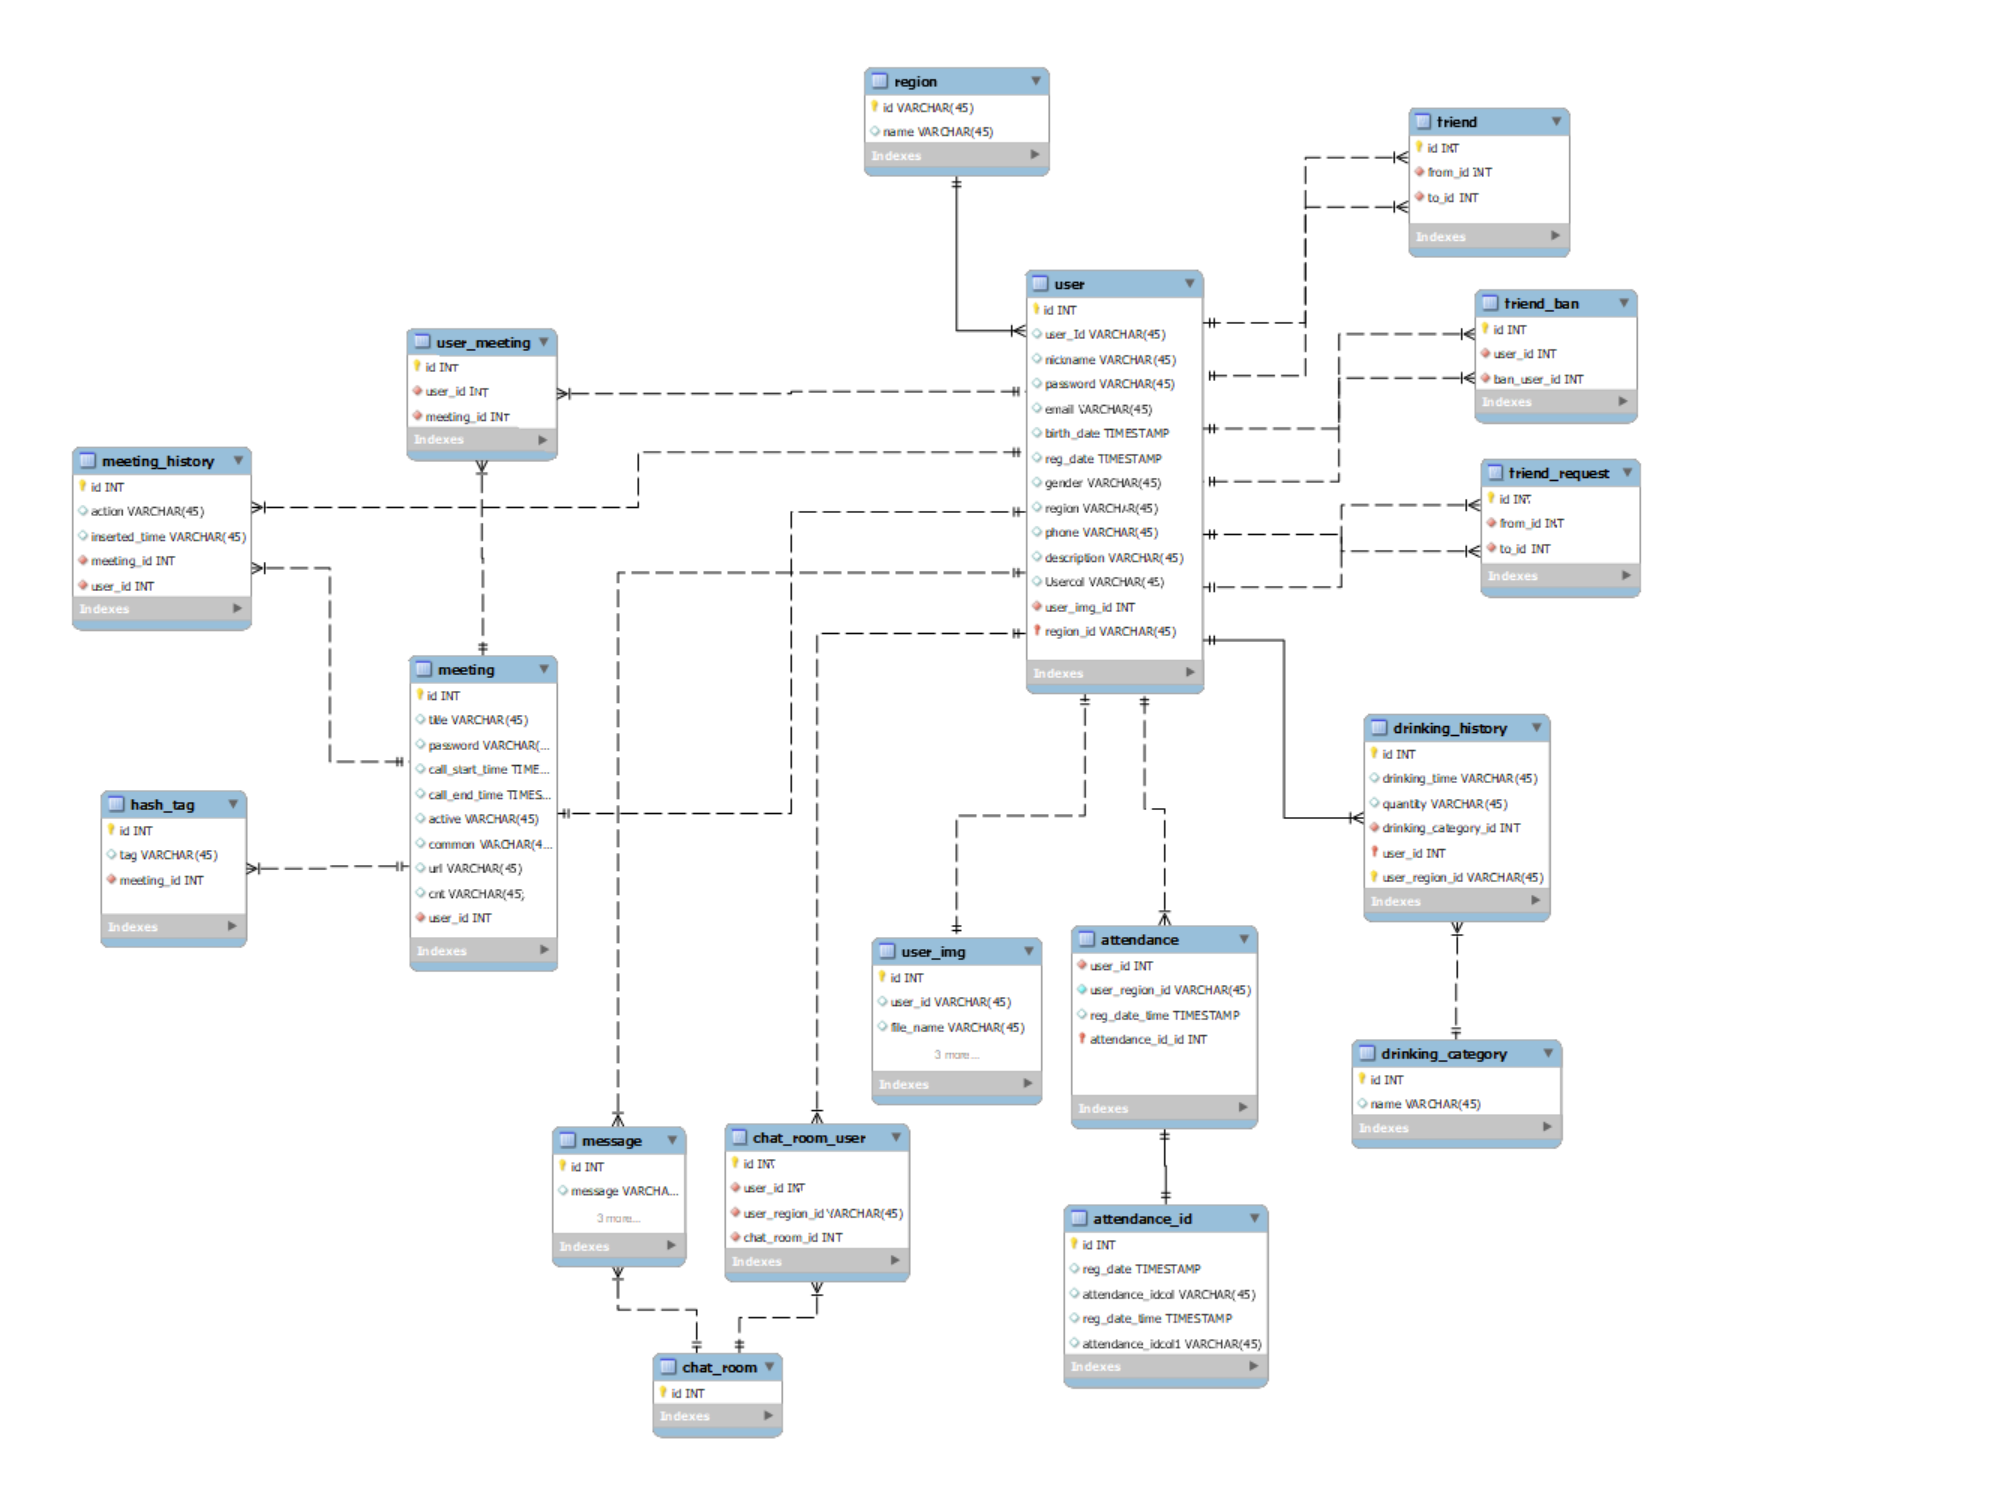 region
id VARCHAR(45)
name VARCHAR(45)
Indexes
friend
id INT
from_id INT
to_id INT
Indexes
user
id INT
user_Id VARCHAR(45)
nickname VARCHAR(45)
password VARCHAR(45)
email VARCHAR(45)
birth_date TIMESTAMP
reg_date TIMESTAMP
gender VARCHAR(45)
region VARCHAR(45)
phone VARCHAR(45)
description VARCHAR(45)
Usercol VARCHAR(45)
user_img_id INT
region_id VARCHAR(45)
Indexes
friend_ban
id INT
user_id INT
ban_user_id INT
Indexes
user_meeting
id INT
user_id INT
meeting_id INT
Indexes
meeting_history
id INT
action VARCHAR(45)
inserted_time VARCHAR(45)
meeting_id INT
user_id INT
Indexes
friend_request
id INT
from_id INT
to_id INT
Indexes
meeting
id INT
title VARCHAR(45)
password VARCHAR(...
call_start_time TIME...
call_end_time TIMES...
active VARCHAR(45)
common VARCHAR(4...
url VARCHAR(45)
cnt VARCHAR(45)
user_id INT
Indexes
hash_tag
id INT
tag VARCHAR(45)
meeting_id INT
Indexes
drinking_history
id INT
drinking_time VARCHAR(45)
quantity VARCHAR(45)
drinking_category_id INT
user_id INT
user_region_id VARCHAR(45)
Indexes
user_img
id INT
user_id VARCHAR(45)
file_name VARCHAR(45)
3 more...
Indexes
attendance
user_id INT
user_region_id VARCHAR(45)
reg_date_time TIMESTAMP
attendance_id_id INT
Indexes
drinking_category
id INT
name VARCHAR(45)
Indexes
message
id INT
message VARCHA...
3 more...
Indexes
chat_room_user
id INT
user_id INT
user_region_id VARCHAR(45)
chat_room_id INT
Indexes
attendance_id
id INT
reg_date TIMESTAMP
attendance_idcol VARCHAR(45)
reg_date_time TIMESTAMP
attendance_idcol1 VARCHAR(45)
Indexes
chat_room
id INT
Indexes